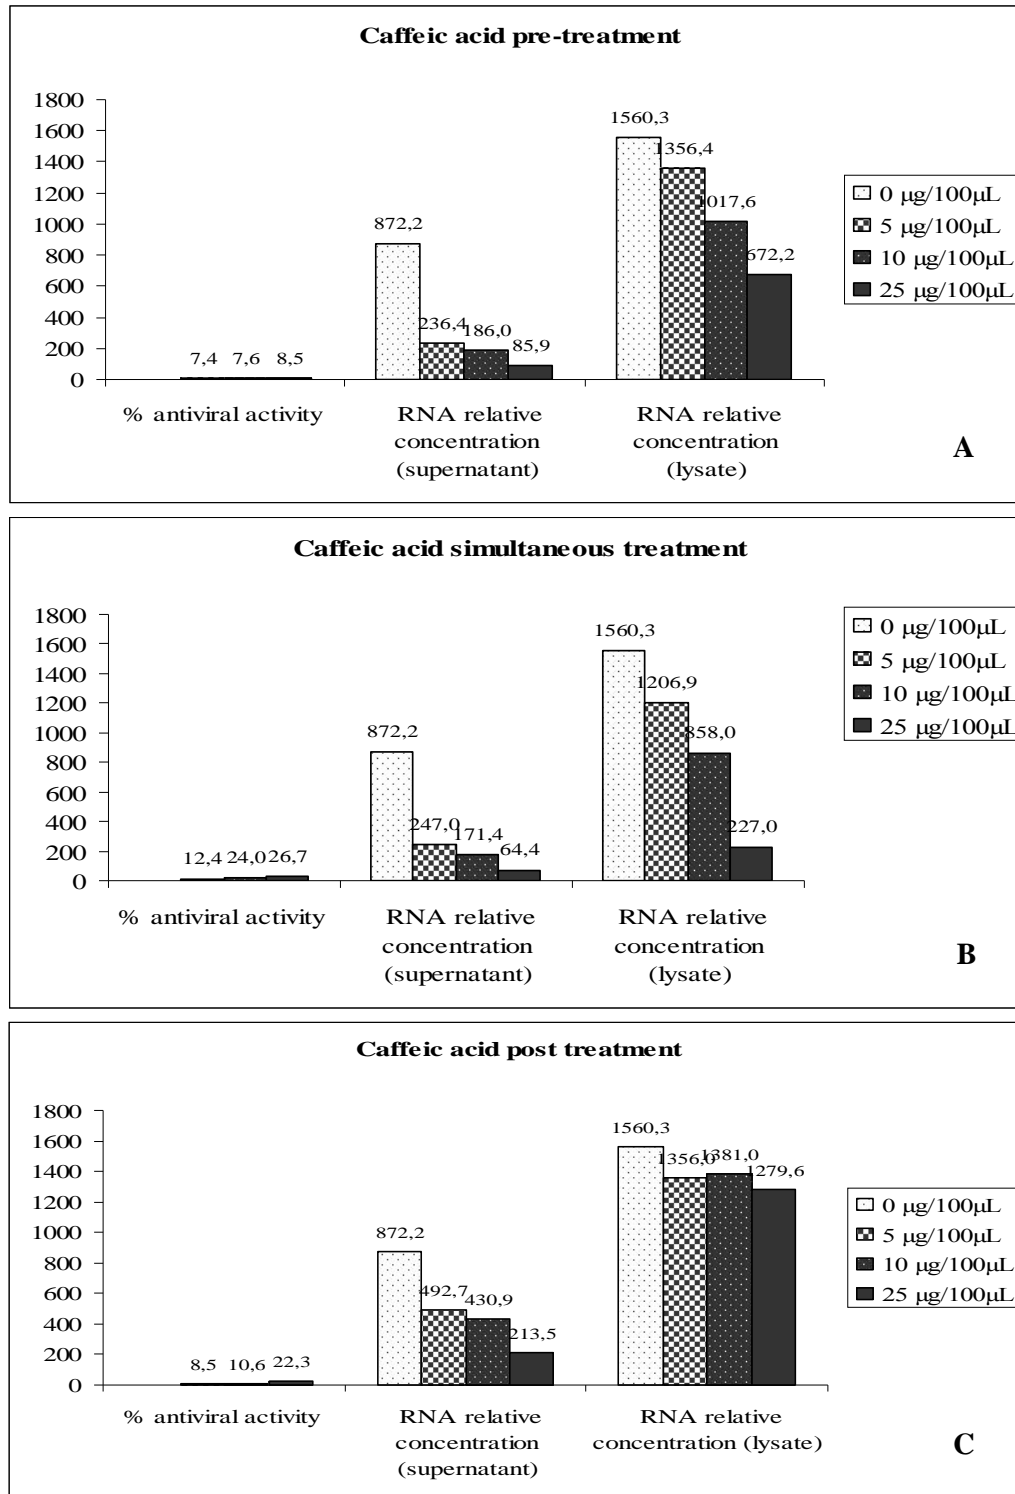 Caffeic acid pre-treatment
1800
1600
1400
1200
1000
800
600
400
200
0
7,4
7,6
8,5
872,2
236,4
186,0
85,9
1560,3
1356,4
1017,6
672,2
% antiviral activity
RNA relative
concentration
(supernatant)
RNA relative
concentration
(lysate)
0 µg/100µL
5 µg/100µL
10 µg/100µL
25 µg/100µL
A
Caffeic acid simultaneous treatment
1800
1600
1400
1200
1000
800
600
400
200
0
12,4
24,0
26,7
872,2
247,0
171,4
64,4
1560,3
1206,9
858,0
227,0
% antiviral activity
RNA relative
concentration
(supernatant)
RNA relative
concentration
(lysate)
0 µg/100µL
5 µg/100µL
10 µg/100µL
25 µg/100µL
B
Caffeic acid post treatment
1800
1600
1400
1200
1000
800
600
400
200
0
8,5
10,6
22,3
872,2
492,7
430,9
213,5
1560,3
1356,0
1381,0
1279,6
% antiviral activity
RNA relative
concentration
(supernatant)
RNA relative
concentration (lysate)
0 µg/100µL
5 µg/100µL
10 µg/100µL
25 µg/100µL
C